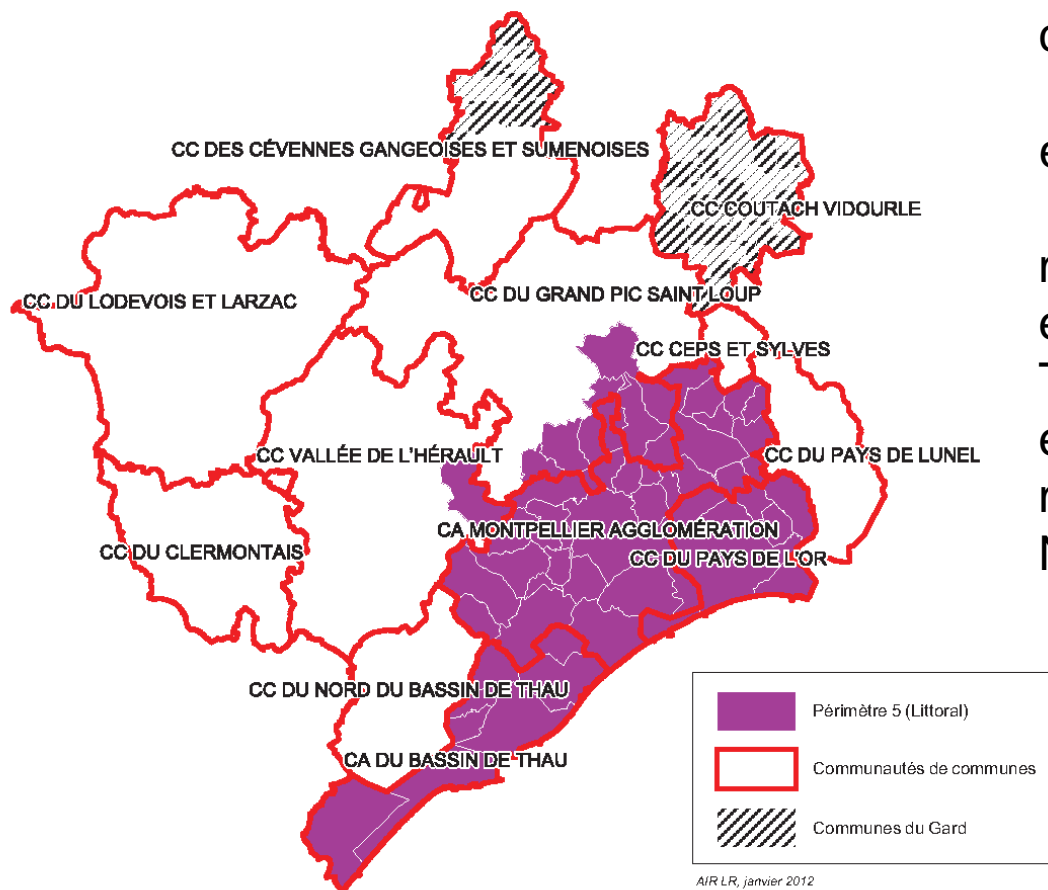 CC DES CÉVENNES GANGEOISES ET SUMENOISES
CC COUTACH VIDOURLE
CC DU LODEVOIS ET LARZAC
CC DU GRAND PIC SAINT LOUP
CC CEPS ET SYLVES
CC VALLÉE DE L'HÉRAULT
CC DU PAYS DE LUNEL
CA MONTPELLIER AGGLOMÉRATION
CC DU CLERMONTAIS
CC DU PAYS DE L'OR
CC DU NORD DU BASSIN DE THAU
CA DU BASSIN DE THAU
Périmètre 5 (Littoral)
Communautés de communes
Communes du Gard
AIR LR, janvier 2012